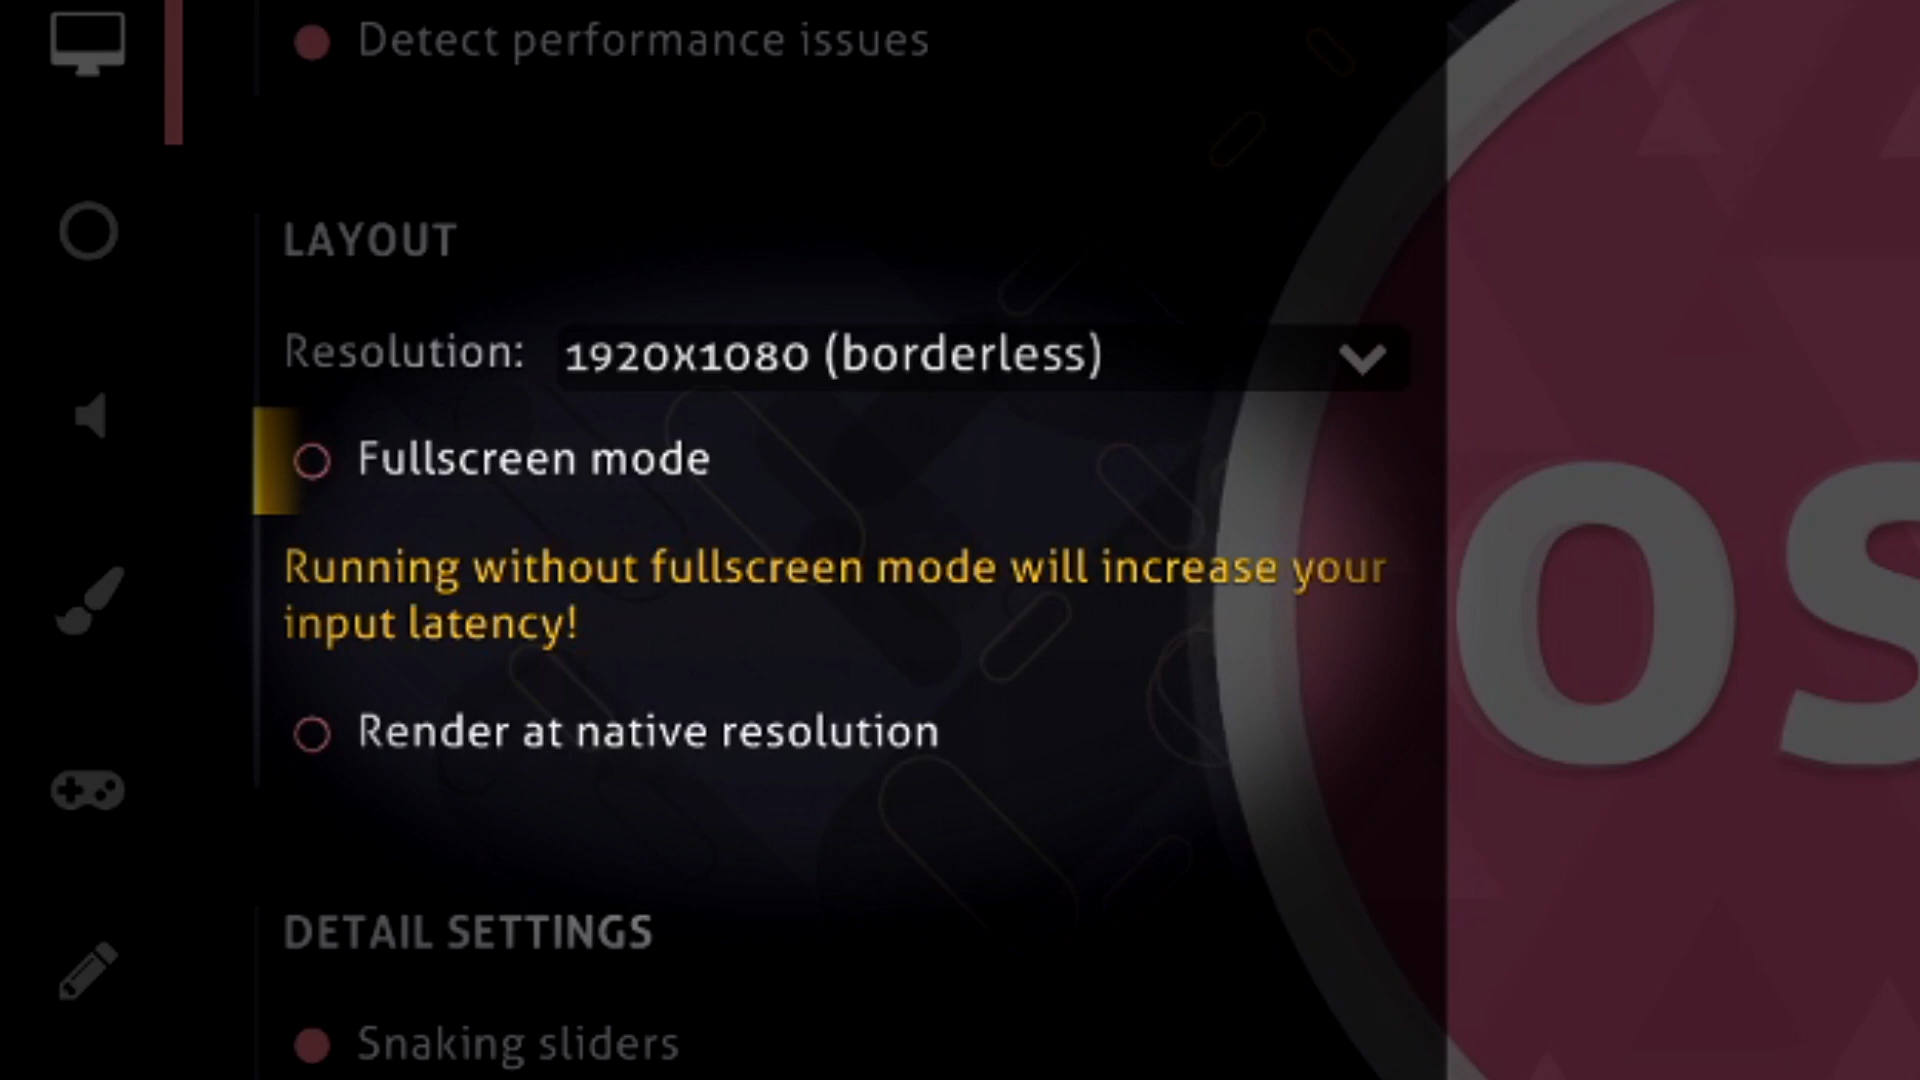 Detect performance issues
LAYOUT
Resolution: 1920x1080 (borderless)
Fullscreen mode
Running without fullscreen mode will increase your
input latency!
Render at native resolution
DETAIL SETTINGS
Snaking sliders
os